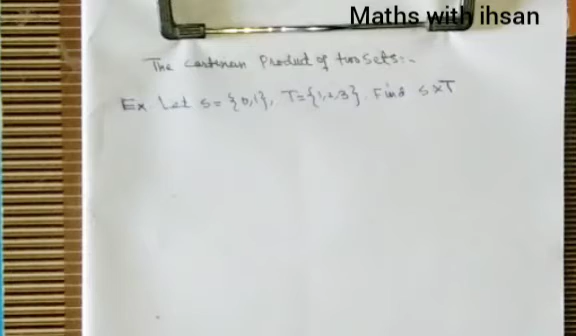 Maths with ihsan
The Cartesian Product of two sets:-
Ex Let S = {0,1}, T={1,2,3}. Find S×T